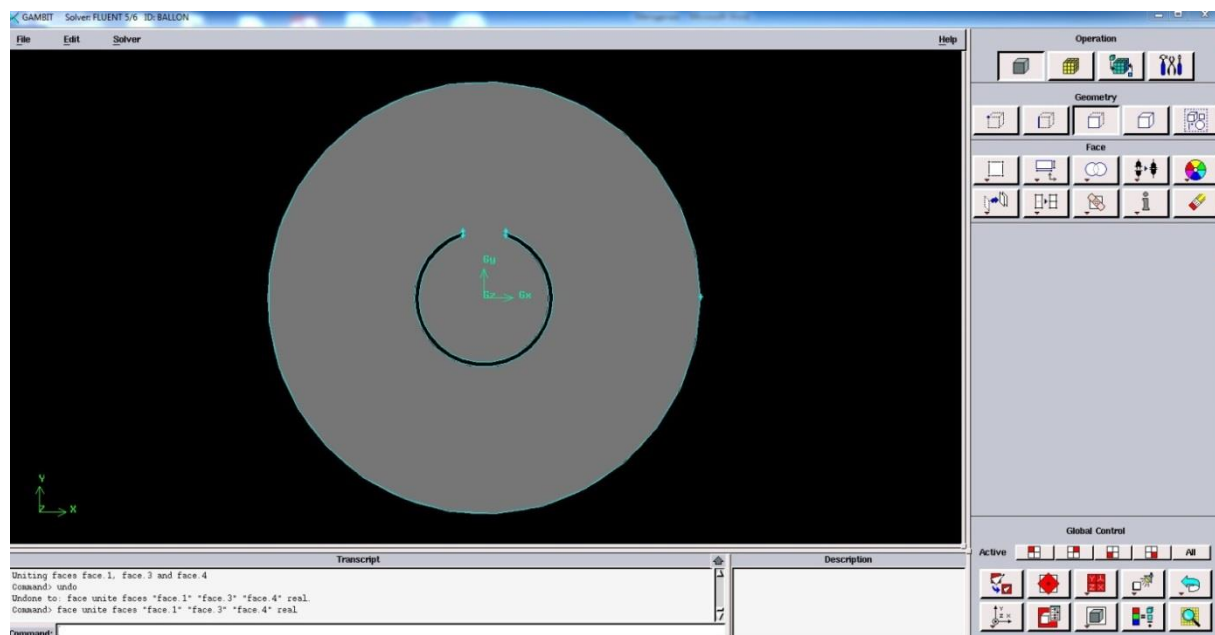 GAMBIT Solver: FLUENT 5/6 ID: BALLON
File Edit Solver Help
Operation
Geometry
Face
Gy
Gz Gx
Y
Z X
Transcript
Description
Uniting faces face.1, face.3 and face.4
Command> undo
Undone to: face unite faces "face.1" "face.3" "face.4" real.
Command> face unite faces "face.1" "face.3" "face.4" real
Command:
Global Control
Active All